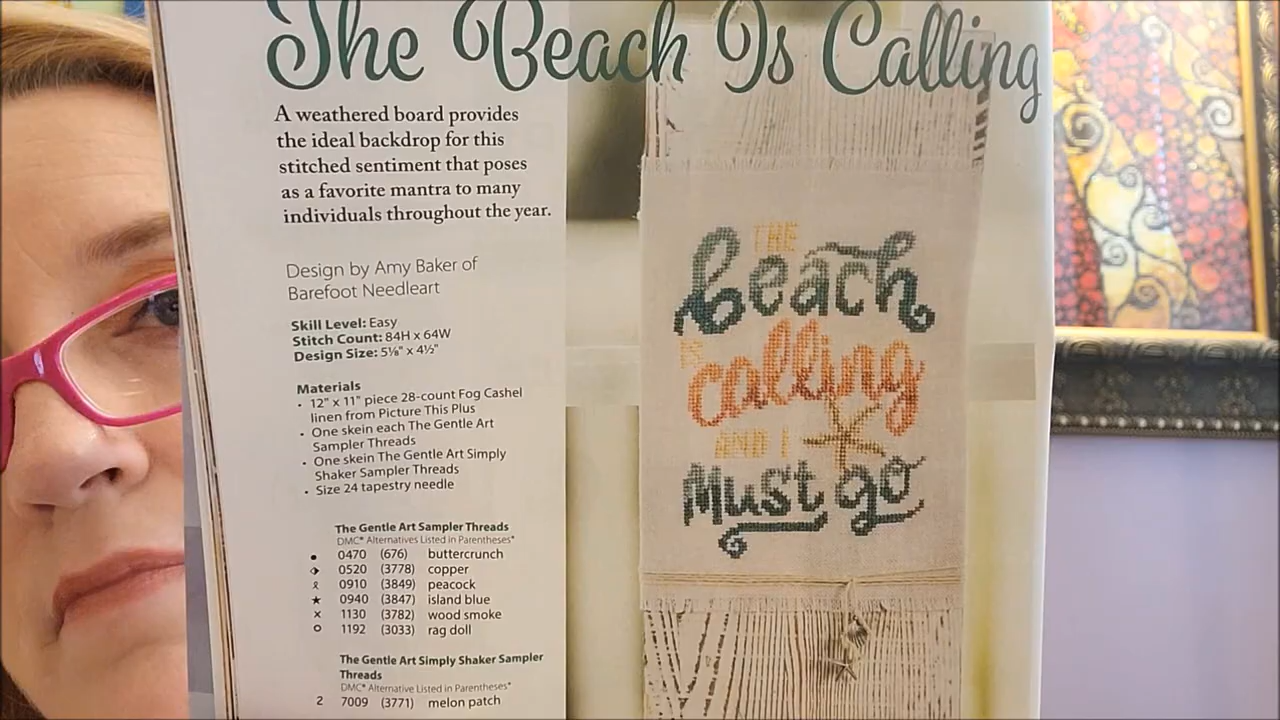 The Beach Is Calling
A weathered board provides
the ideal backdrop for this
stitched sentiment that poses
as a favorite mantra to many
individuals throughout the year.
Design by Amy Baker of
Barefoot Needleart
Skill Level: Easy
Stitch Count: 84H x 64W
Design Size: 5⅛" x 4½"
Materials
• 12" x 11" piece 28-count Fog Cashel
linen from Picture This Plus
• One skein each The Gentle Art
Sampler Threads
• One skein The Gentle Art Simply
Shaker Sampler Threads
• Size 24 tapestry needle
The Gentle Art Sampler Threads
DMC* Alternatives Listed in Parentheses*
0470 (676) buttercrunch
0520 (3778) copper
0910 (3849) peacock
★ 0940 (3847) island blue
× 1130 (3782) wood smoke
○ 1192 (3033) rag doll
The Gentle Art Simply Shaker Sampler
Threads
DMC* Alternative Listed in Parentheses*
2 7009 (3771) melon patch
THE
beach
IS
calling
AND I
Must go